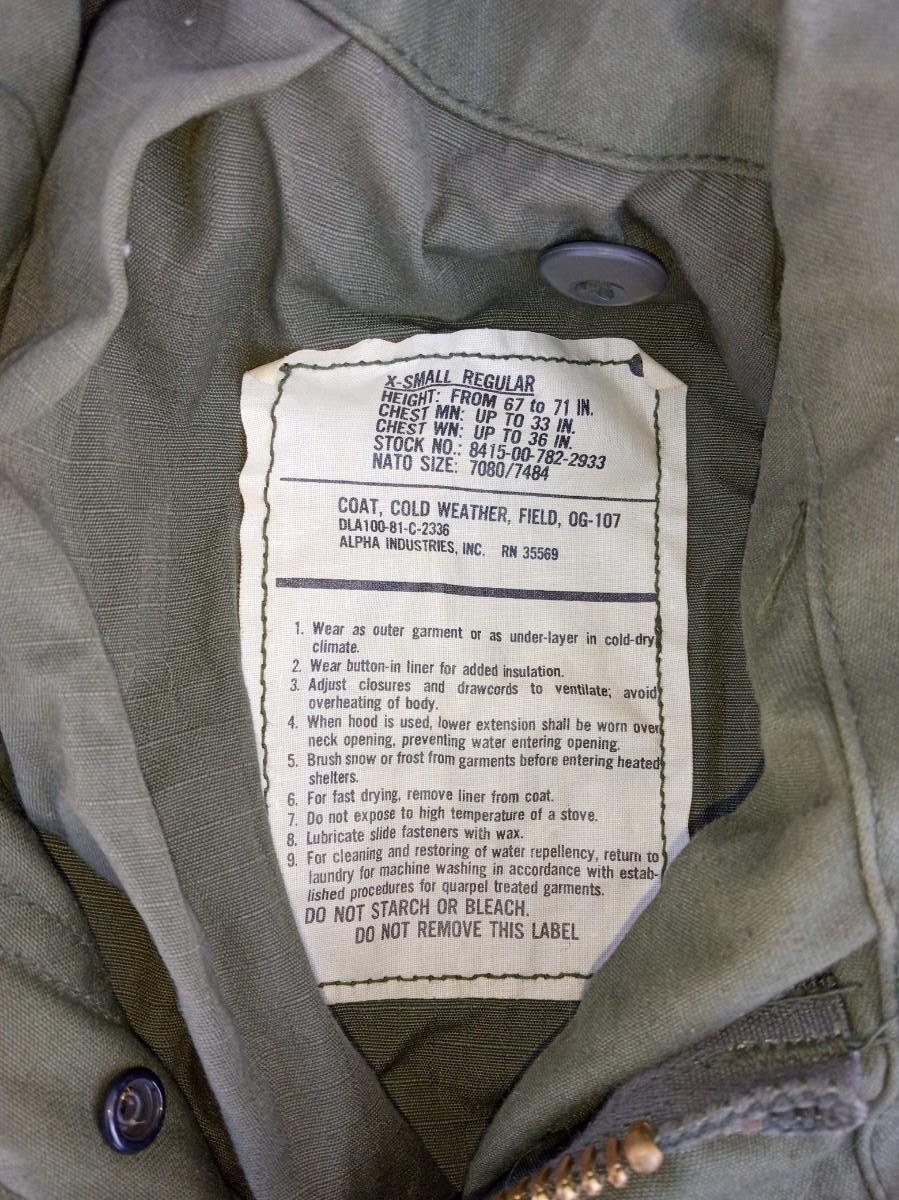 X-SMALL REGULAR
HEIGHT: FROM 67 to 71 IN.
CHEST MN: UP TO 33 IN.
CHEST WN: UP TO 36 IN.
STOCK NO.: 8415-00-782-2933
NATO SIZE: 7080/7484
COAT, COLD WEATHER, FIELD, OG-107
DLA100-81-C-2336
ALPHA INDUSTRIES, INC. RN 35569
1. Wear as outer garment or as under-layer in cold-dry
climate.
2. Wear button-in liner for added insulation.
3. Adjust closures and drawcords to ventilate; avoid
overheating of body.
4. When hood is used, lower extension shall be worn over
neck opening, preventing water entering opening.
5. Brush snow or frost from garments before entering heated
shelters.
6. For fast drying, remove liner from coat.
7. Do not expose to high temperature of a stove.
8. Lubricate slide fasteners with wax.
9. For cleaning and restoring of water repellency, return to
laundry for machine washing in accordance with estab-
lished procedures for quarpel treated garments.
DO NOT STARCH OR BLEACH.
DO NOT REMOVE THIS LABEL